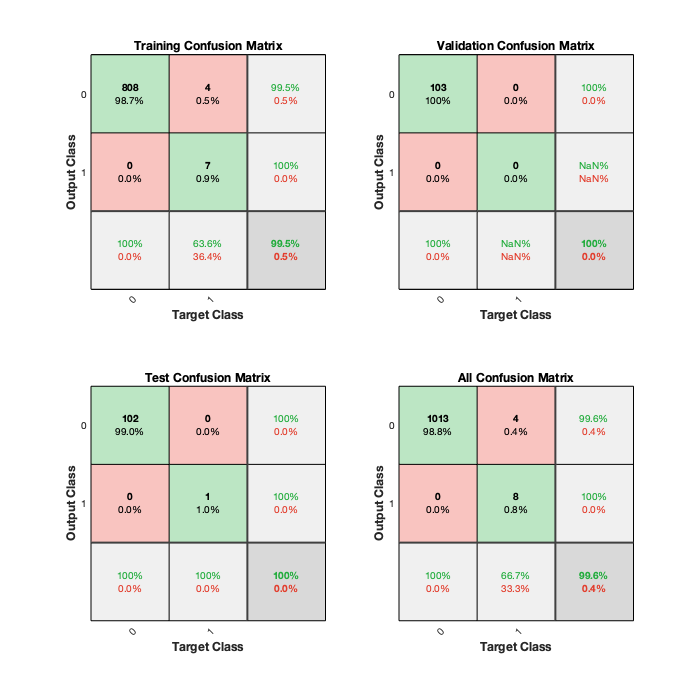 Training Confusion Matrix
808 4 99.5%
0 98.7% 0.5% 0.5%
0 7 100%
1 0.0% 0.9% 0.0%
100% 63.6% 99.5%
0.0% 36.4% 0.5%
0 1
Target Class
Output Class
Validation Confusion Matrix
103 0 100%
0 100% 0.0% 0.0%
0 0 NaN%
1 0.0% 0.0% NaN%
100% NaN% 100%
0.0% NaN% 0.0%
0 1
Target Class
Output Class
Test Confusion Matrix
102 0 100%
0 99.0% 0.0% 0.0%
0 1 100%
1 0.0% 1.0% 0.0%
100% 100% 100%
0.0% 0.0% 0.0%
0 1
Target Class
Output Class
All Confusion Matrix
1013 4 99.6%
0 98.8% 0.4% 0.4%
0 8 100%
1 0.0% 0.8% 0.0%
100% 66.7% 99.6%
0.0% 33.3% 0.4%
0 1
Target Class
Output Class